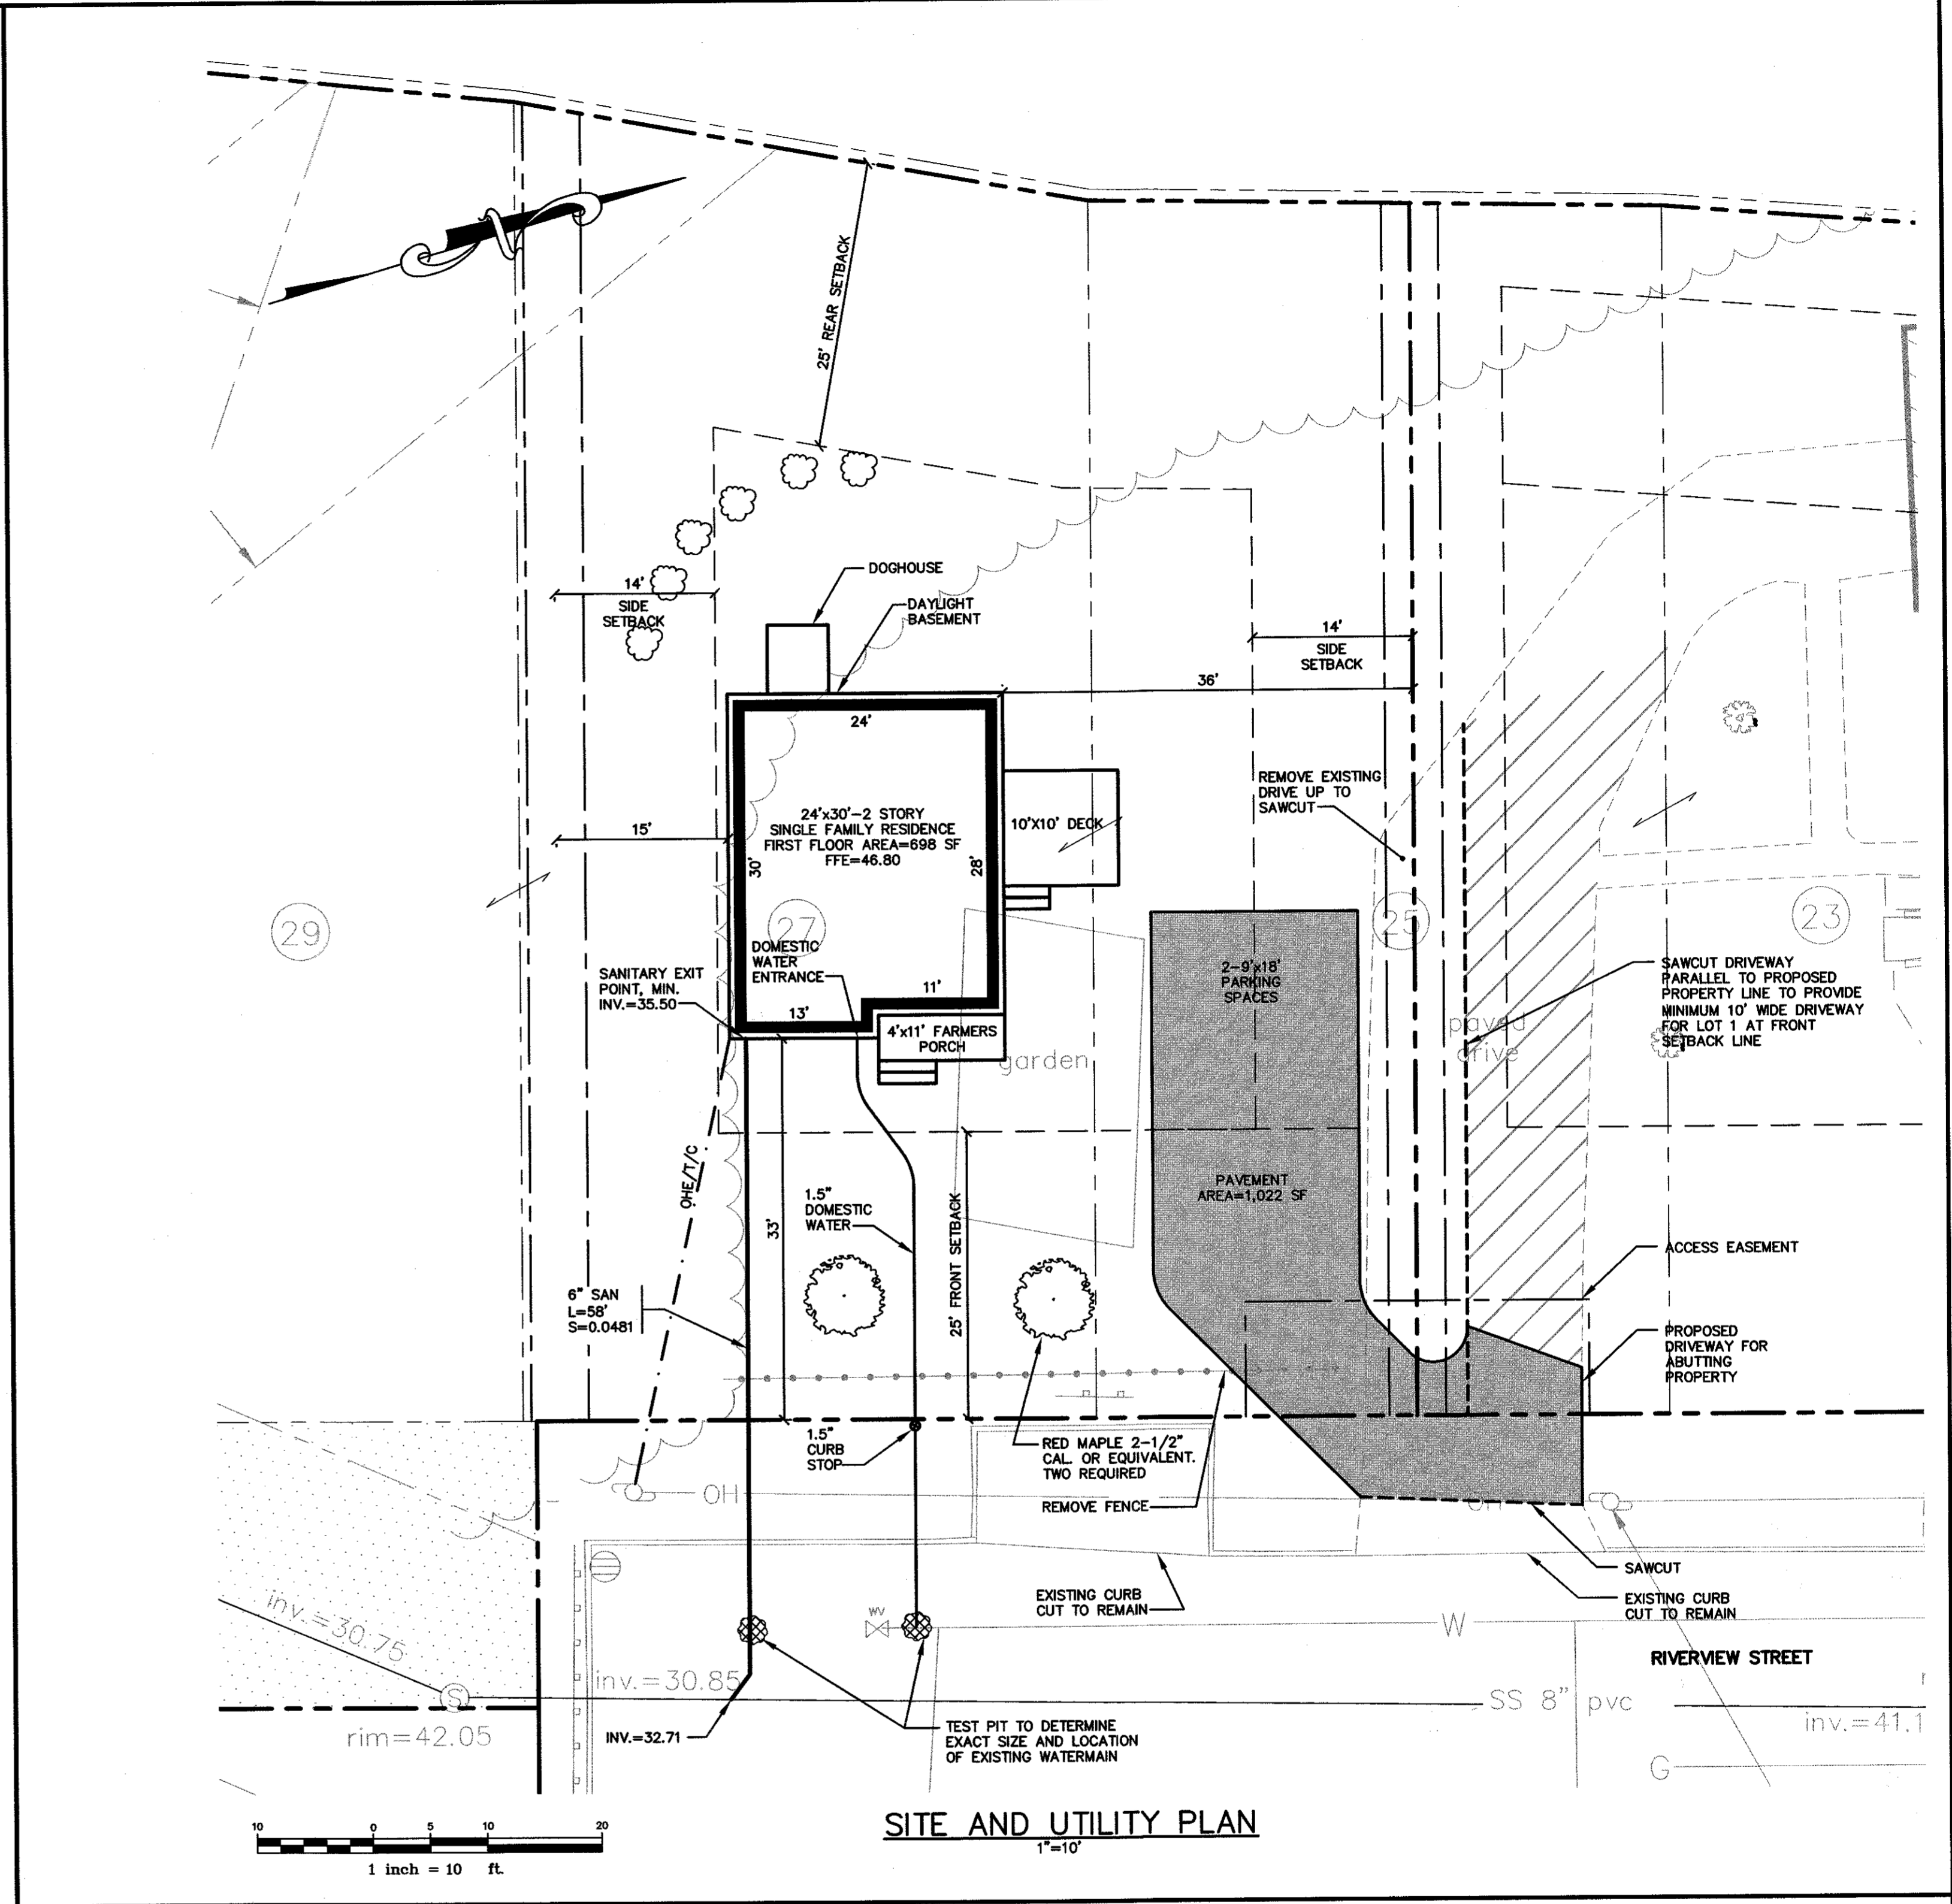 25' REAR SETBACK
DOGHOUSE
DAYLIGHT
BASEMENT
14'
SIDE
SETBACK
14'
SIDE
SETBACK
36'
24'
24'x30'-2 STORY
SINGLE FAMILY RESIDENCE
FIRST FLOOR AREA=698 SF
FFE=46.80
30'
28'
10'X10' DECK
15'
REMOVE EXISTING
DRIVE UP TO
SAWCUT
29
27
25
23
DOMESTIC
WATER
ENTRANCE
SANITARY EXIT
POINT, MIN.
INV.=35.50
11'
13'
4'x11' FARMERS
PORCH
garden
2-9'x18'
PARKING
SPACES
SAWCUT DRIVEWAY
PARALLEL TO PROPOSED
PROPERTY LINE TO PROVIDE
MINIMUM 10' WIDE DRIVEWAY
FOR LOT 1 AT FRONT
SETBACK LINE
paved
drive
OHE/T/C
33'
1.5"
DOMESTIC
WATER
25' FRONT SETBACK
PAVEMENT
AREA=1,022 SF
ACCESS EASEMENT
6" SAN
L=58'
S=0.0481
PROPOSED
DRIVEWAY FOR
ABUTTING
PROPERTY
1.5"
CURB
STOP
RED MAPLE 2-1/2"
CAL. OR EQUIVALENT.
TWO REQUIRED
REMOVE FENCE
OH
OH
SAWCUT
EXISTING CURB
CUT TO REMAIN
EXISTING CURB
CUT TO REMAIN
inv.=30.75
WV
W
RIVERVIEW STREET
inv.=30.85
S
SS 8" pvc
rim=42.05
INV.=32.71
inv.=41.1
TEST PIT TO DETERMINE
EXACT SIZE AND LOCATION
OF EXISTING WATERMAIN
G
SITE AND UTILITY PLAN
1"=10'
10 0 5 10 20
1 inch = 10 ft.